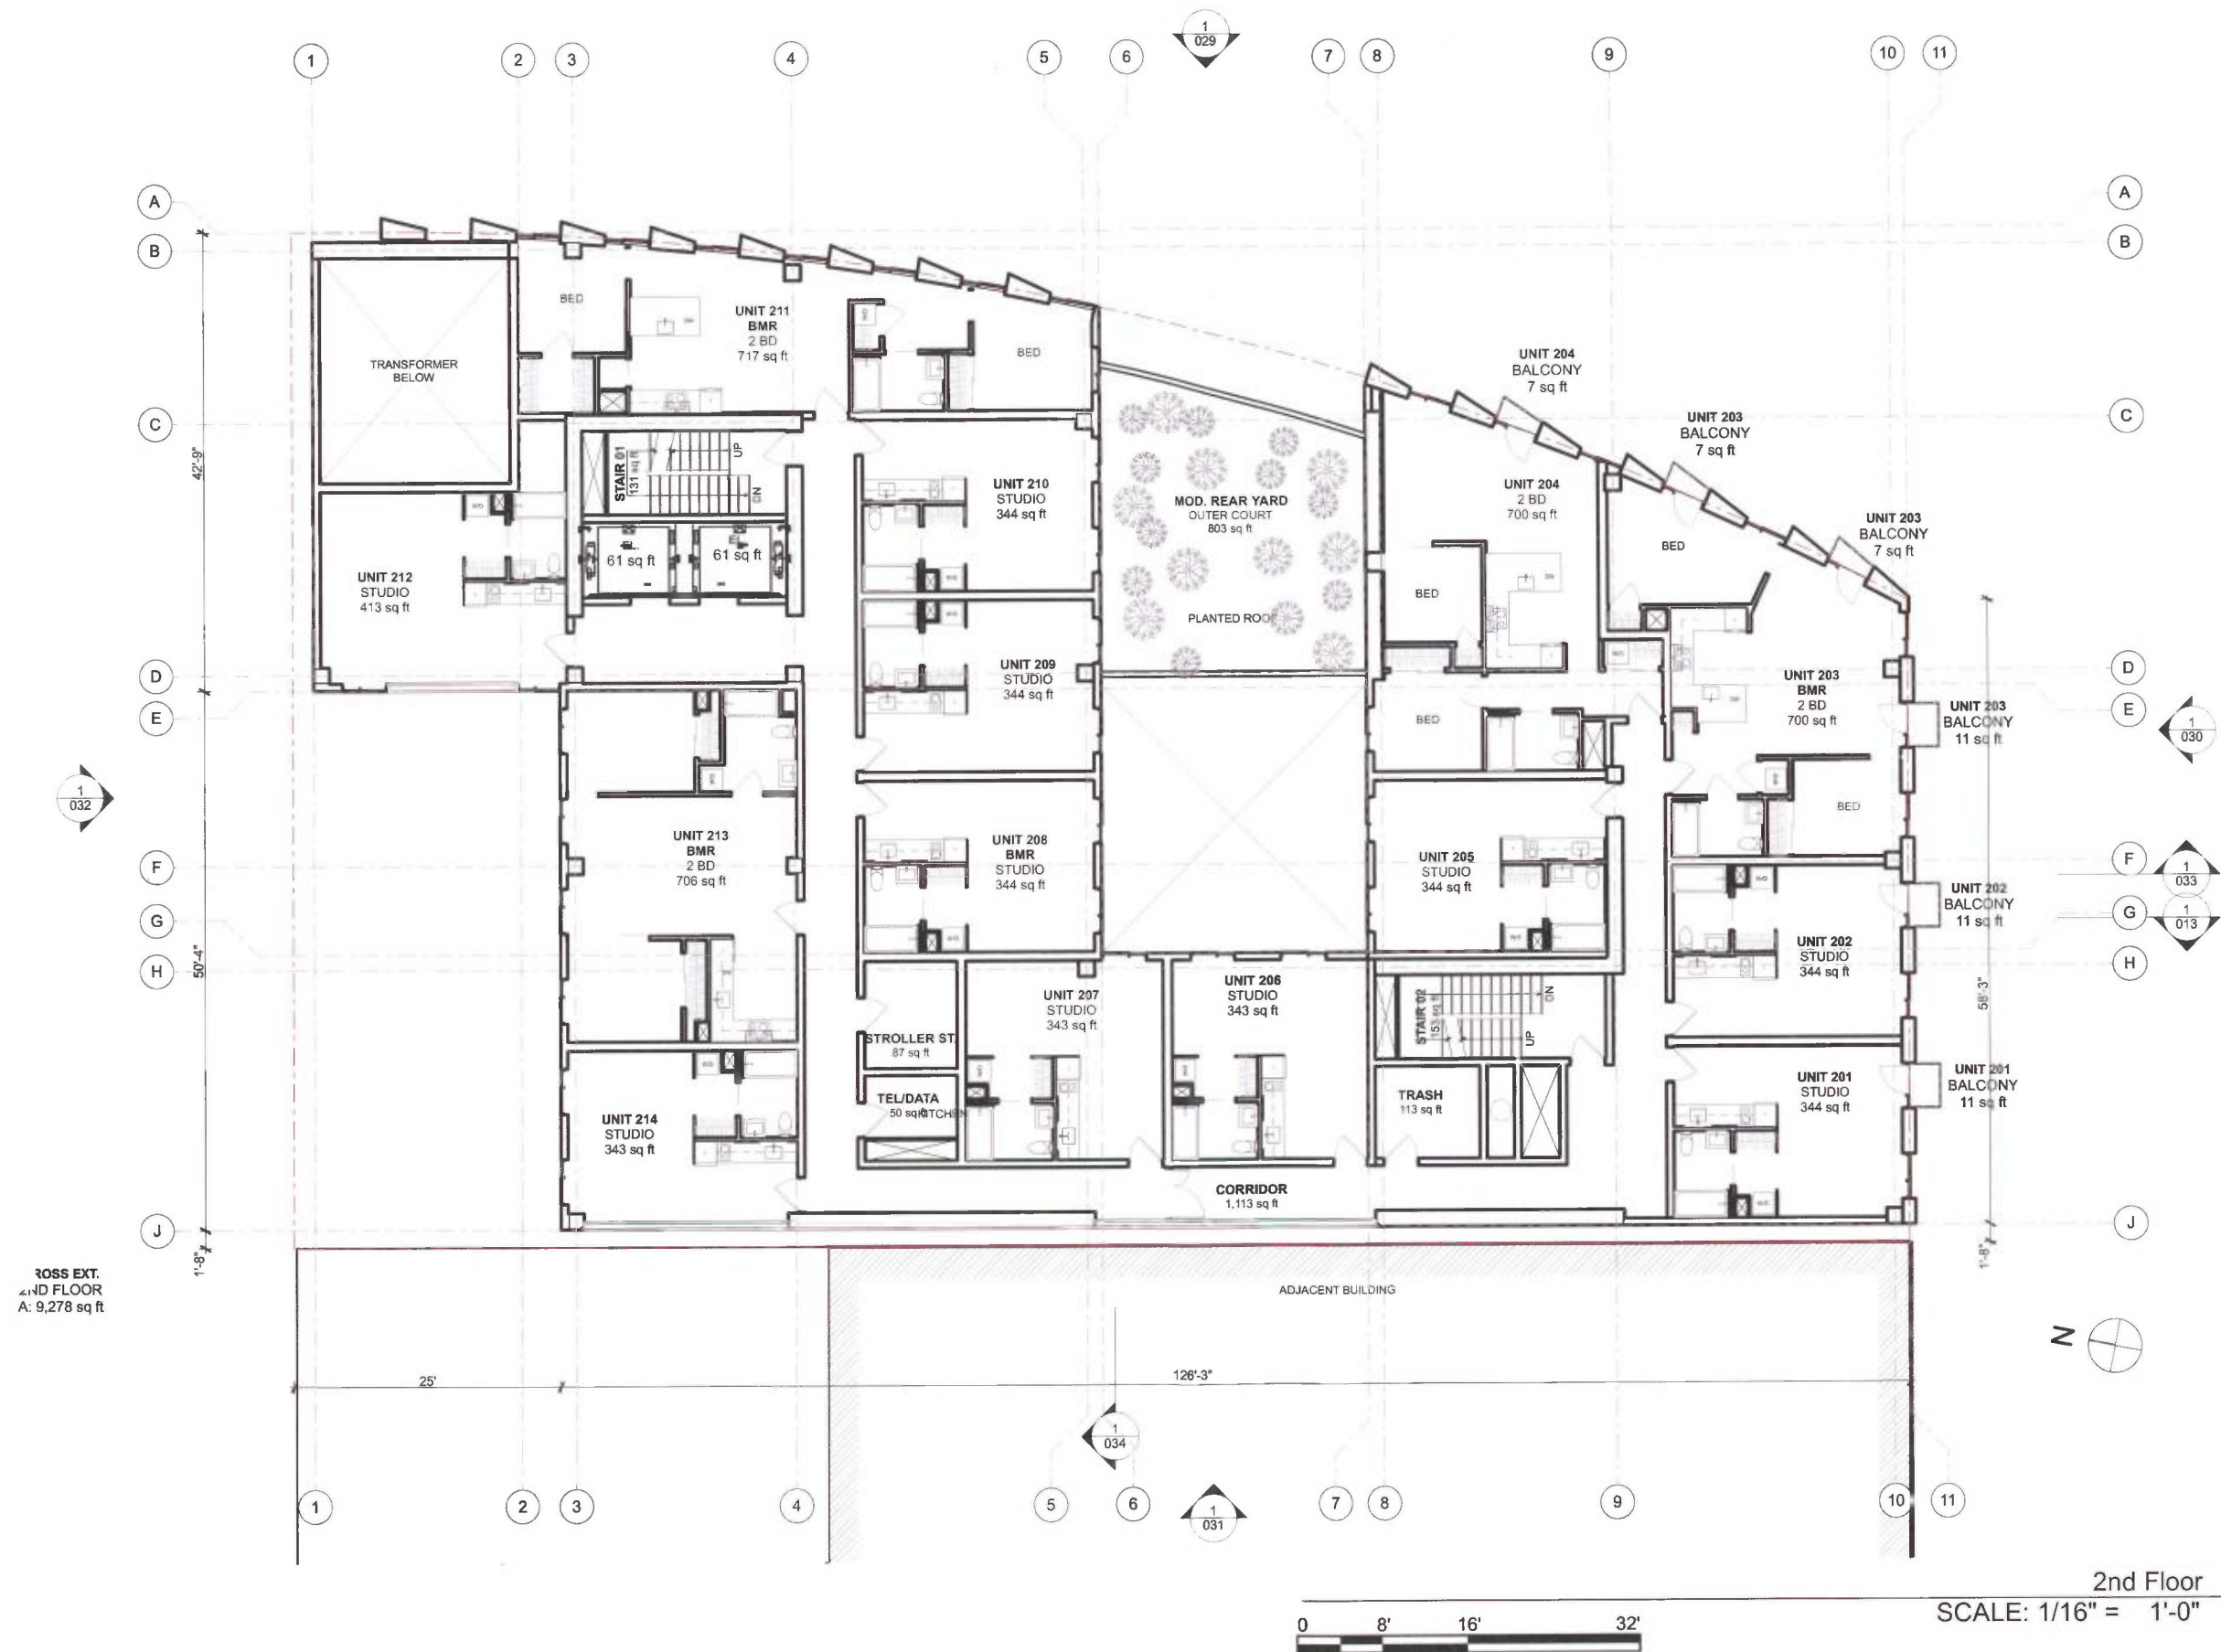 1
029
1
2
3
4
5
6
7
8
9
10
11
A
A
B
B
C
C
D
D
E
E
F
F
G
G
H
H
J
J
42'-9"
50'-4"
1'-8"
58'-3"
1'-8"
TRANSFORMER
BELOW
BED
UNIT 211
BMR
2 BD
717 sq ft
BED
UNIT 204
BALCONY
7 sq ft
UNIT 203
BALCONY
7 sq ft
UNIT 203
BALCONY
7 sq ft
STAIR 01
131 sq ft
UP
DN
61 sq ft
61 sq ft
UNIT 212
STUDIO
413 sq ft
UNIT 210
STUDIO
344 sq ft
MOD. REAR YARD
OUTER COURT
803 sq ft
PLANTED ROOF
UNIT 204
2 BD
700 sq ft
BED
BED
BED
UNIT 209
STUDIO
344 sq ft
UNIT 203
BMR
2 BD
700 sq ft
UNIT 203
BALCONY
11 sq ft
1
030
1
032
BED
UNIT 213
BMR
2 BD
706 sq ft
UNIT 208
BMR
STUDIO
344 sq ft
UNIT 205
STUDIO
344 sq ft
1
033
1
013
UNIT 202
BALCONY
11 sq ft
UNIT 202
STUDIO
344 sq ft
UNIT 207
STUDIO
343 sq ft
UNIT 206
STUDIO
343 sq ft
STAIR 02
153 sq ft
DN
UP
STROLLER ST.
87 sq ft
TEL/DATA
50 sq ft
KITCHEN
TRASH
113 sq ft
UNIT 201
STUDIO
344 sq ft
UNIT 201
BALCONY
11 sq ft
UNIT 214
STUDIO
343 sq ft
CORRIDOR
1,113 sq ft
ROSS EXT.
2ND FLOOR
A: 9,278 sq ft
ADJACENT BUILDING
N
25'
126'-3"
1
034
1
031
1
2
3
4
5
6
7
8
9
10
11
2nd Floor
SCALE: 1/16" = 1'-0"
0 8' 16' 32'